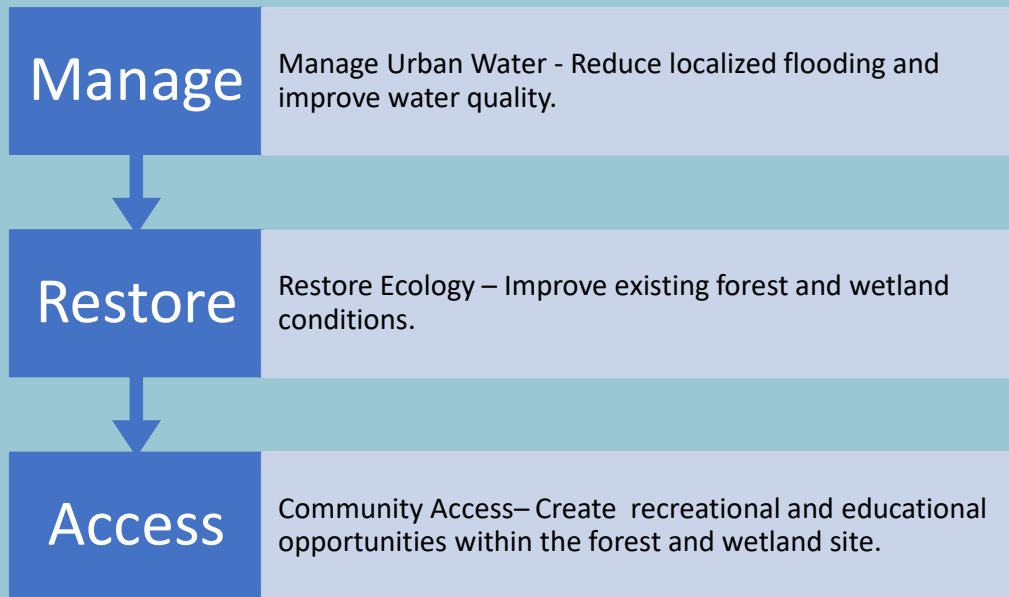 Manage
Manage Urban Water - Reduce localized flooding and
improve water quality.
Restore
Restore Ecology – Improve existing forest and wetland
conditions.
Access
Community Access– Create  recreational and educational
opportunities within the forest and wetland site.